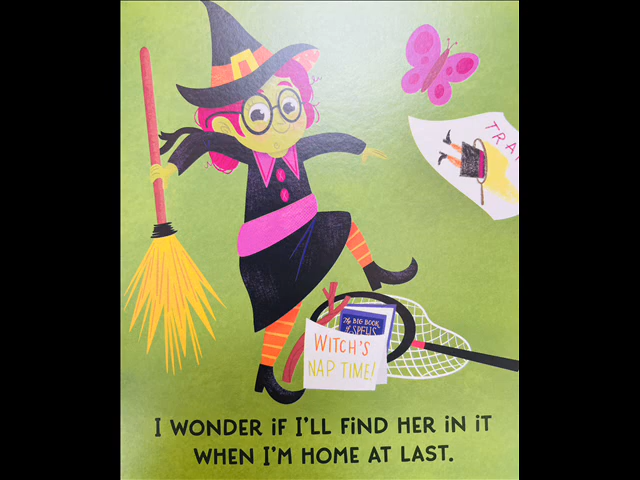 TRA
The BIG BOOK
of SPELLS
WITCH'S
NAP TIME!
I WONDER iF I'LL FiND HER iN iT
WHEN I'M HOME AT LAST.